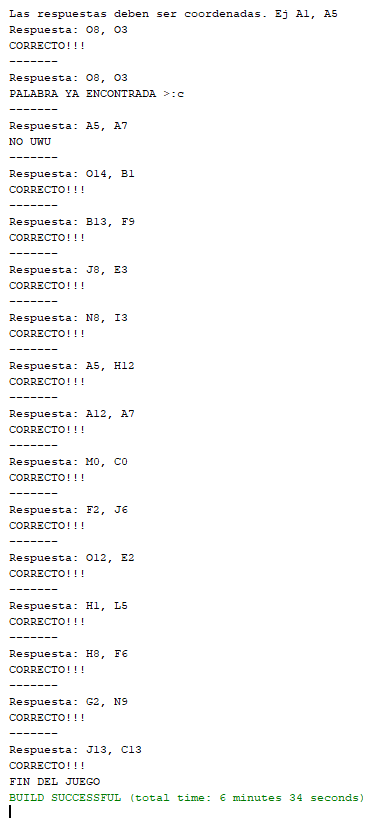 Las respuestas deben ser coordenadas. Ej A1, A5
Respuesta: O8, O3
CORRECTO!!!
-------
Respuesta: O8, O3
PALABRA YA ENCONTRADA >:c
-------
Respuesta: A5, A7
NO UWU
-------
Respuesta: O14, B1
CORRECTO!!!
-------
Respuesta: B13, F9
CORRECTO!!!
-------
Respuesta: J8, E3
CORRECTO!!!
-------
Respuesta: N8, I3
CORRECTO!!!
-------
Respuesta: A5, H12
CORRECTO!!!
-------
Respuesta: A12, A7
CORRECTO!!!
-------
Respuesta: M0, C0
CORRECTO!!!
-------
Respuesta: F2, J6
CORRECTO!!!
-------
Respuesta: O12, E2
CORRECTO!!!
-------
Respuesta: H1, L5
CORRECTO!!!
-------
Respuesta: H8, F6
CORRECTO!!!
-------
Respuesta: G2, N9
CORRECTO!!!
-------
Respuesta: J13, C13
CORRECTO!!!
FIN DEL JUEGO
BUILD SUCCESSFUL (total time: 6 minutes 34 seconds)